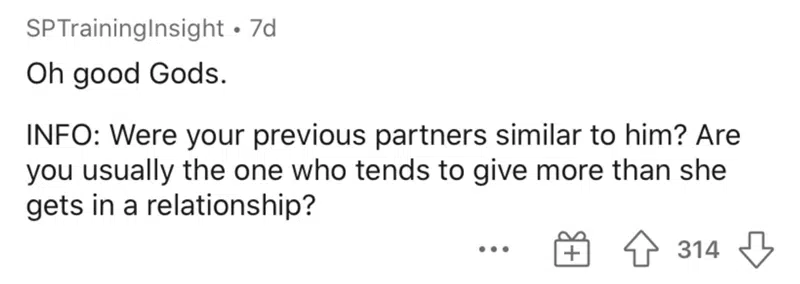 SPTrainingInsight • 7d
Oh good Gods.
INFO: Were your previous partners similar to him? Are
you usually the one who tends to give more than she
gets in a relationship?
314